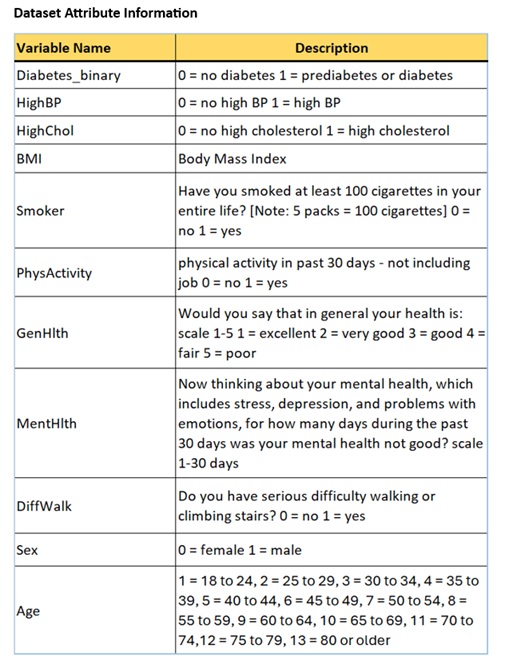 Dataset Attribute Information
Variable Name Description
Diabetes_binary 0 = no diabetes 1 = prediabetes or diabetes
HighBP 0 = no high BP 1 = high BP
HighChol 0 = no high cholesterol 1 = high cholesterol
BMI Body Mass Index
Have you smoked at least 100 cigarettes in your
Smoker entire life? [Note: 5 packs = 100 cigarettes] 0 =
no 1 = yes
PhysActivity physical activity in past 30 days - not including
job 0 = no 1 = yes
Would you say that in general your health is:
GenHlth scale 1-5 1 = excellent 2 = very good 3 = good 4 =
fair 5 = poor
Now thinking about your mental health, which
includes stress, depression, and problems with
MentHlth emotions, for how many days during the past
30 days was your mental health not good? scale
1-30 days
DiffWalk Do you have serious difficulty walking or
climbing stairs? 0 = no 1 = yes
Sex 0 = female 1 = male
1 = 18 to 24, 2 = 25 to 29, 3 = 30 to 34, 4 = 35 to
39, 5 = 40 to 44, 6 = 45 to 49, 7 = 50 to 54, 8 =
Age 55 to 59, 9 = 60 to 64, 10 = 65 to 69, 11 = 70 to
74,12 = 75 to 79, 13 = 80 or older